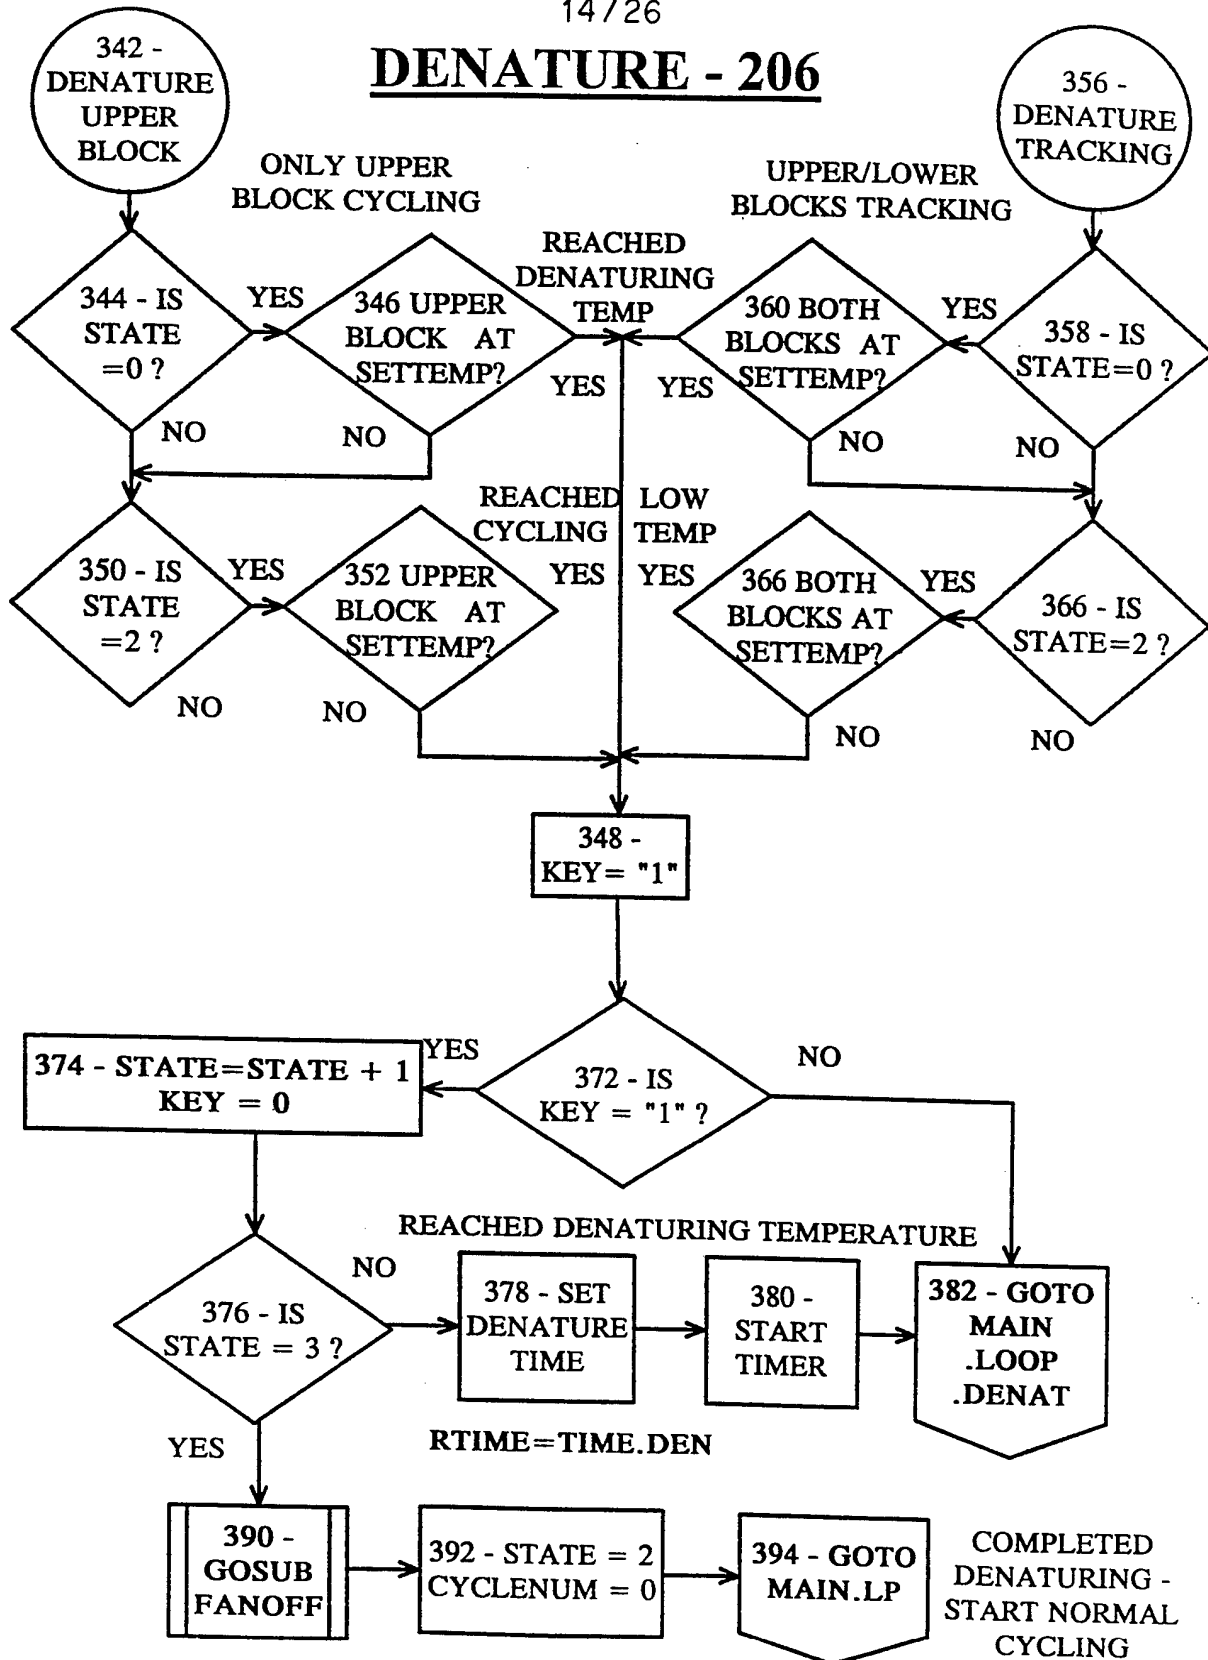 14/26
DENATURE - 206
342 -
DENATURE
UPPER
BLOCK
356 -
DENATURE
TRACKING
ONLY UPPER
BLOCK CYCLING
UPPER/LOWER
BLOCKS TRACKING
344 - IS
STATE
=0 ?
YES
NO
346 UPPER
BLOCK AT
SETTEMP?
YES
NO
REACHED
DENATURING
TEMP
360 BOTH
BLOCKS AT
SETTEMP?
YES
NO
YES
358 - IS
STATE=0 ?
NO
REACHED LOW
CYCLING TEMP
350 - IS
STATE
=2 ?
YES
NO
352 UPPER
BLOCK AT
SETTEMP?
YES
NO
YES
366 BOTH
BLOCKS AT
SETTEMP?
NO
YES
366 - IS
STATE=2 ?
NO
348 -
KEY= "1"
372 - IS
KEY = "1" ?
YES
NO
374 - STATE=STATE + 1
KEY = 0
REACHED DENATURING TEMPERATURE
376 - IS
STATE = 3 ?
NO
YES
378 - SET
DENATURE
TIME
380 -
START
TIMER
382 - GOTO
MAIN
.LOOP
.DENAT
RTIME=TIME.DEN
390 -
GOSUB
FANOFF
392 - STATE = 2
CYCLENUM = 0
394 - GOTO
MAIN.LP
COMPLETED
DENATURING -
START NORMAL
CYCLING